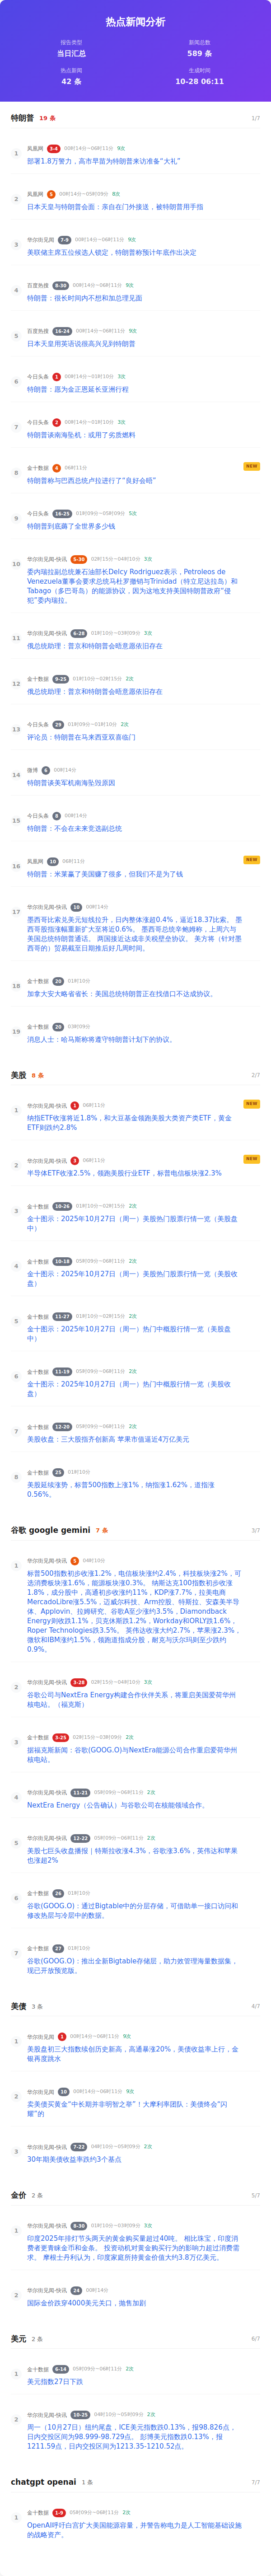 热点新闻分析
报告类型
当日汇总
新闻总数
589 条
热点新闻
42 条
生成时间
10-28 06:11
特朗普 19 条 1/7
1
凤凰网 3-4 00时14分~06时11分 9次
部署1.8万警力，高市早苗为特朗普来访准备“大礼”
2
凤凰网 5 00时14分~05时09分 8次
日本天皇与特朗普会面：亲自在门外接送，被特朗普用手指
3
华尔街见闻 7-9 00时14分~06时11分 9次
美联储主席五位候选人锁定，特朗普称预计年底作出决定
4
百度热搜 8-30 00时14分~06时11分 9次
特朗普：很长时间内不想和加总理见面
5
百度热搜 16-24 00时14分~06时11分 9次
日本天皇用英语说很高兴见到特朗普
6
今日头条 1 00时14分~01时10分 3次
特朗普：愿为金正恩延长亚洲行程
7
今日头条 2 00时14分~01时10分 3次
特朗普谈南海坠机：或用了劣质燃料
8
金十数据 4 06时11分
NEW
特朗普称与巴西总统卢拉进行了“良好会晤”
9
今日头条 16-25 01时09分~05时09分 5次
特朗普到底薅了全世界多少钱
10
华尔街见闻-快讯 5-30 02时15分~04时10分 3次
委内瑞拉副总统兼石油部长Delcy Rodriguez表示，Petroleos de
Venezuela董事会要求总统马杜罗撤销与Trinidad（特立尼达岛）和
Tabago（多巴哥岛）的能源协议，因为这地支持美国特朗普政府“侵
犯”委内瑞拉。
11
华尔街见闻-快讯 6-28 01时10分~03时09分 3次
俄总统助理：普京和特朗普会晤意愿依旧存在
12
金十数据 9-25 01时10分~02时15分 2次
俄总统助理：普京和特朗普会晤意愿依旧存在
13
今日头条 29 01时09分~01时10分 2次
评论员：特朗普在马来西亚双喜临门
14
微博 6 00时14分
特朗普谈美军机南海坠毁原因
15
今日头条 8 00时14分
特朗普：不会在未来竞选副总统
16
凤凰网 10 06时11分
NEW
特朗普：米莱赢了美国赚了很多，但我们不是为了钱
17
华尔街见闻-快讯 10 00时14分
墨西哥比索兑美元短线拉升，日内整体涨超0.4%，逼近18.37比索。 墨
西哥股指涨幅重新扩大至将近0.6%。 墨西哥总统辛鲍姆称，上周六与
美国总统特朗普通话。 两国接近达成非关税壁垒协议。 美方将（针对墨
西哥的）贸易截至日期推后好几周时间。
18
金十数据 20 01时10分
加拿大安大略省省长：美国总统特朗普正在找借口不达成协议。
19
金十数据 30 03时09分
消息人士：哈马斯称将遵守特朗普计划下的协议。
美股 8 条 2/7
1
华尔街见闻-快讯 1 06时11分
NEW
纳指ETF收涨将近1.8%，和大豆基金领跑美股大类资产类ETF，黄金
ETF则跌约2.8%
2
华尔街见闻-快讯 3 06时11分
NEW
半导体ETF收涨2.5%，领跑美股行业ETF，标普电信板块涨2.3%
3
金十数据 10-26 01时10分~02时15分 2次
金十图示：2025年10月27日（周一）美股热门股票行情一览（美股盘
中）
4
金十数据 10-18 05时09分~06时11分 2次
金十图示：2025年10月27日（周一）美股热门股票行情一览（美股收
盘）
5
金十数据 11-27 01时10分~02时15分 2次
金十图示：2025年10月27日（周一）热门中概股行情一览（美股盘
中）
6
金十数据 11-19 05时09分~06时11分 2次
金十图示：2025年10月27日（周一）热门中概股行情一览（美股收
盘）
7
金十数据 12-20 05时09分~06时11分 2次
美股收盘：三大股指齐创新高 苹果市值逼近4万亿美元
8
金十数据 25 01时10分
美股延续涨势，标普500指数上涨1%，纳指涨1.62%，道指涨
0.56%。
谷歌 google gemini 7 条 3/7
1
华尔街见闻-快讯 5 04时10分
标普500指数初步收涨1.2%，电信板块涨约2.4%，科技板块涨2%，可
选消费板块涨1.6%，能源板块涨0.3%。 纳斯达克100指数初步收涨
1.8%，成分股中，高通初步收涨约11%，KDP涨7.7%，拉美电商
MercadoLibre涨5.5%，迈威尔科技、Arm控股、特斯拉、安森美半导
体、Applovin、拉姆研究、谷歌A至少涨约3.5%，Diamondback
Energy则收跌1.1%，贝克休斯跌1.2%，Workday和ORLY跌1.6%，
Roper Technologies跌3.5%。 英伟达收涨大约2.7%，苹果涨2.3%，
微软和IBM涨约1.5%，领跑道指成分股，耐克与沃尔玛则至少跌约
0.9%。
2
华尔街见闻-快讯 3-28 02时15分~04时10分 3次
谷歌公司与NextEra Energy构建合作伙伴关系，将重启美国爱荷华州
核电站。（福克斯）
3
金十数据 3-25 02时15分~03时09分 2次
据福克斯新闻：谷歌(GOOG.O)与NextEra能源公司合作重启爱荷华州
核电站。
4
华尔街见闻-快讯 11-21 05时09分~06时11分 2次
NextEra Energy（公告确认）与谷歌公司在核能领域合作。
5
华尔街见闻-快讯 12-22 05时09分~06时11分 2次
美股七巨头收盘播报｜特斯拉收涨4.3%，谷歌涨3.6%，英伟达和苹果
也涨超2%
6
金十数据 26 01时10分
谷歌(GOOG.O)：通过Bigtable中的分层存储，可借助单一接口访问和
修改热层与冷层中的数据。
7
金十数据 27 01时10分
谷歌(GOOG.O)：推出全新Bigtable存储层，助力效管理海量数据集，
现已开放预览版。
美债 3 条 4/7
1
华尔街见闻 1 00时14分~06时11分 9次
美股盘初三大指数续创历史新高，高通暴涨20%，美债收益率上行，金
银再度跳水
2
华尔街见闻 10 00时14分~06时11分 9次
卖美债买黄金“中长期并非明智之举”！大摩利率团队：美债终会“闪
耀”的
3
华尔街见闻-快讯 7-22 04时10分~05时09分 2次
30年期美债收益率跌约3个基点
金价 2 条 5/7
1
华尔街见闻-快讯 8-30 01时10分~03时09分 3次
印度2025年排灯节头两天的黄金购买量超过40吨。 相比珠宝，印度消
费者更青睐金币和金条。 投资动机对黄金购买行为的影响力超过消费需
求。 摩根士丹利认为，印度家庭所持黄金价值大约3.8万亿美元。
2
华尔街见闻-快讯 24 00时14分
国际金价跌穿4000美元关口，抛售加剧
美元 2 条 6/7
1
金十数据 6-14 05时09分~06时11分 2次
美元指数27日下跌
2
华尔街见闻-快讯 10-25 04时10分~05时09分 2次
周一（10月27日）纽约尾盘，ICE美元指数跌0.13%，报98.826点，
日内交投区间为98.999-98.729点。 彭博美元指数跌0.13%，报
1211.59点，日内交投区间为1213.35-1210.52点。
chatgpt openai 1 条 7/7
1
金十数据 1-9 05时09分~06时11分 2次
OpenAI呼吁白宫扩大美国能源容量，并警告称电力是人工智能基础设施
的战略资产。